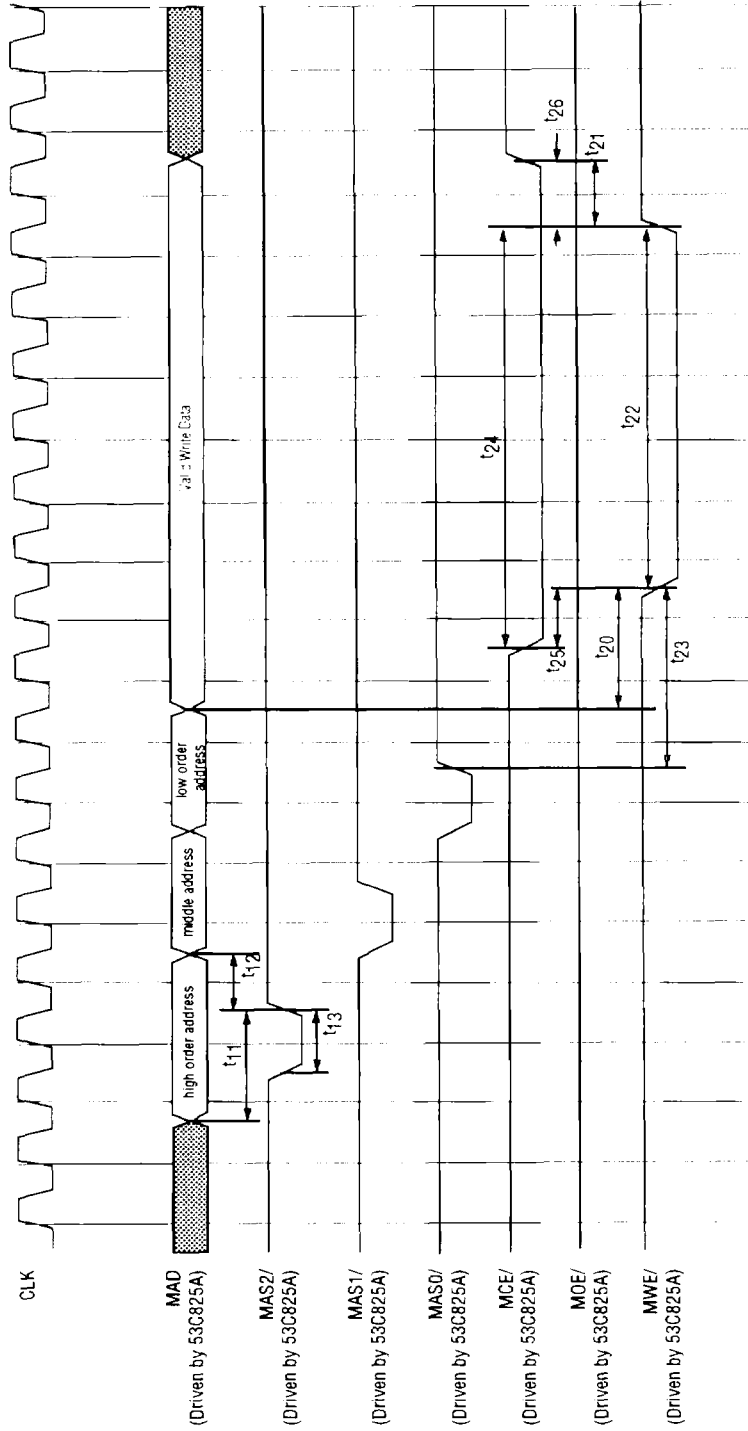 CLK
MAD
(Driven by 53C825A)
high order address
middle address
low order
address
Valid Write Data
MAS2/
(Driven by 53C825A)
t11
t12
t13
MAS1/
(Driven by 53C825A)
MAS0/
(Driven by 53C825A)
MCE/
(Driven by 53C825A)
t24
t25
t26
MOE/
(Driven by 53C825A)
t20
t21
MWE/
(Driven by 53C825A)
t22
t23